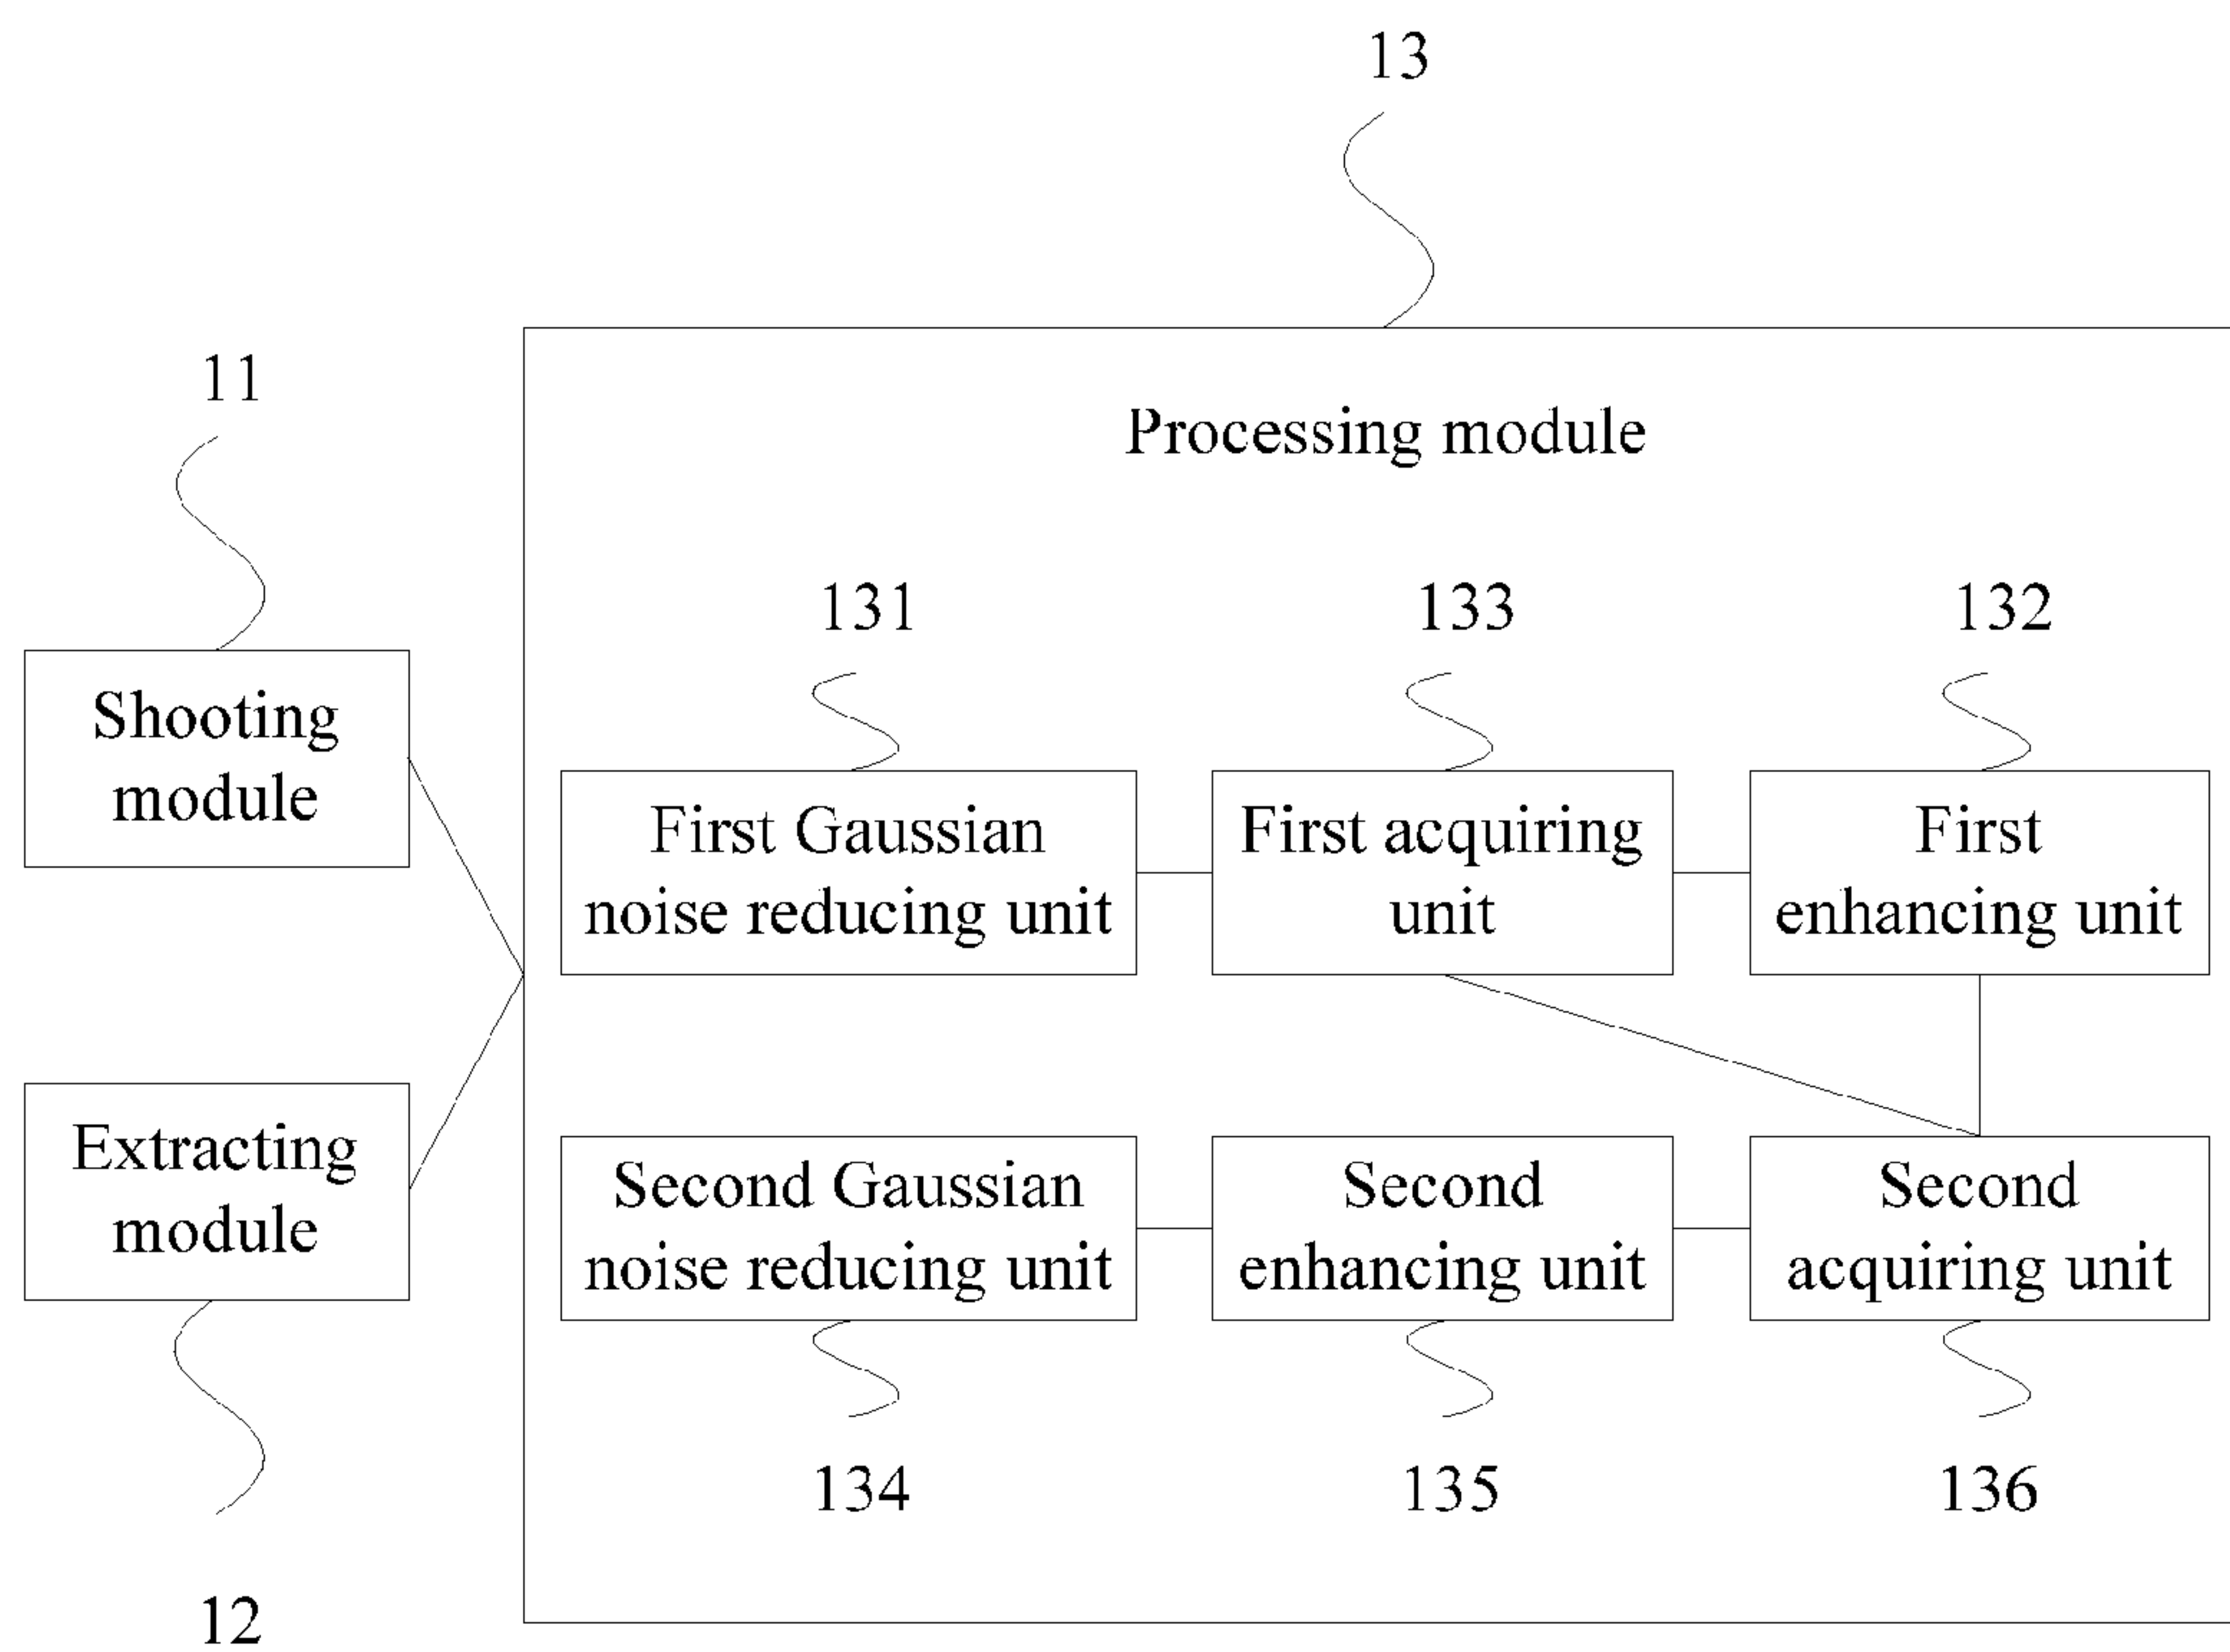 13
11
Processing module
131
133
132
Shooting
module
First Gaussian
noise reducing unit
First acquiring
unit
First
enhancing unit
Extracting
module
Second Gaussian
noise reducing unit
Second
enhancing unit
Second
acquiring unit
134
135
136
12